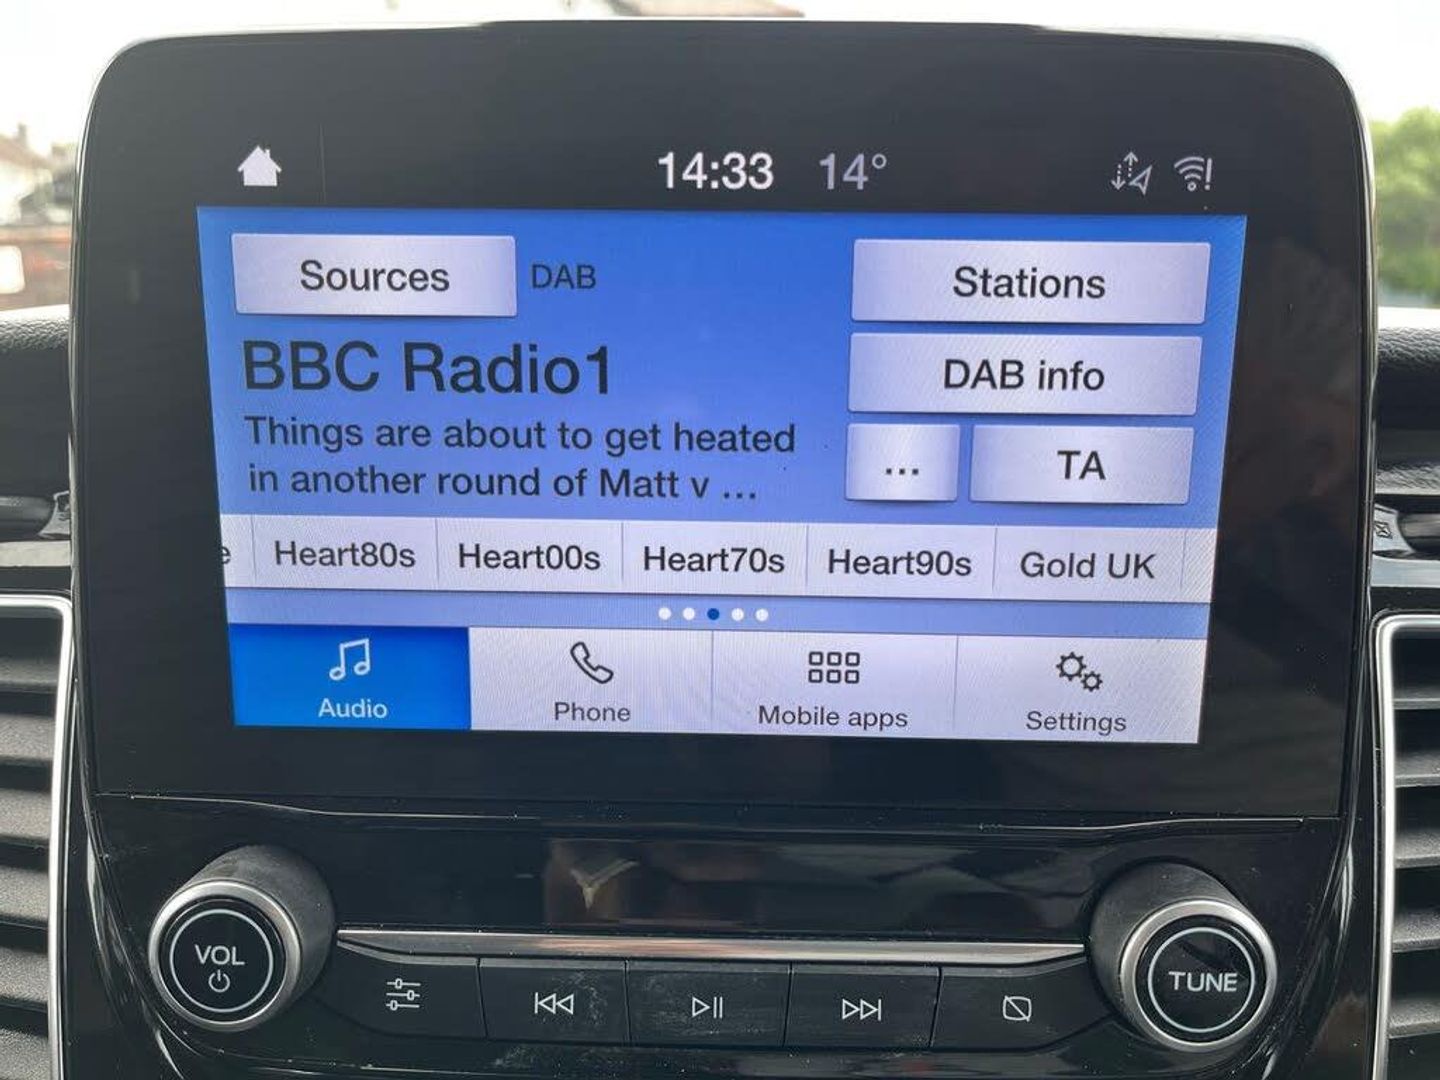 14:33 14°
Sources DAB Stations
BBC Radio1 DAB info
Things are about to get heated
in another round of Matt v ...
... TA
e Heart80s Heart00s Heart70s Heart90s Gold UK
Audio Phone Mobile apps Settings
VOL TUNE